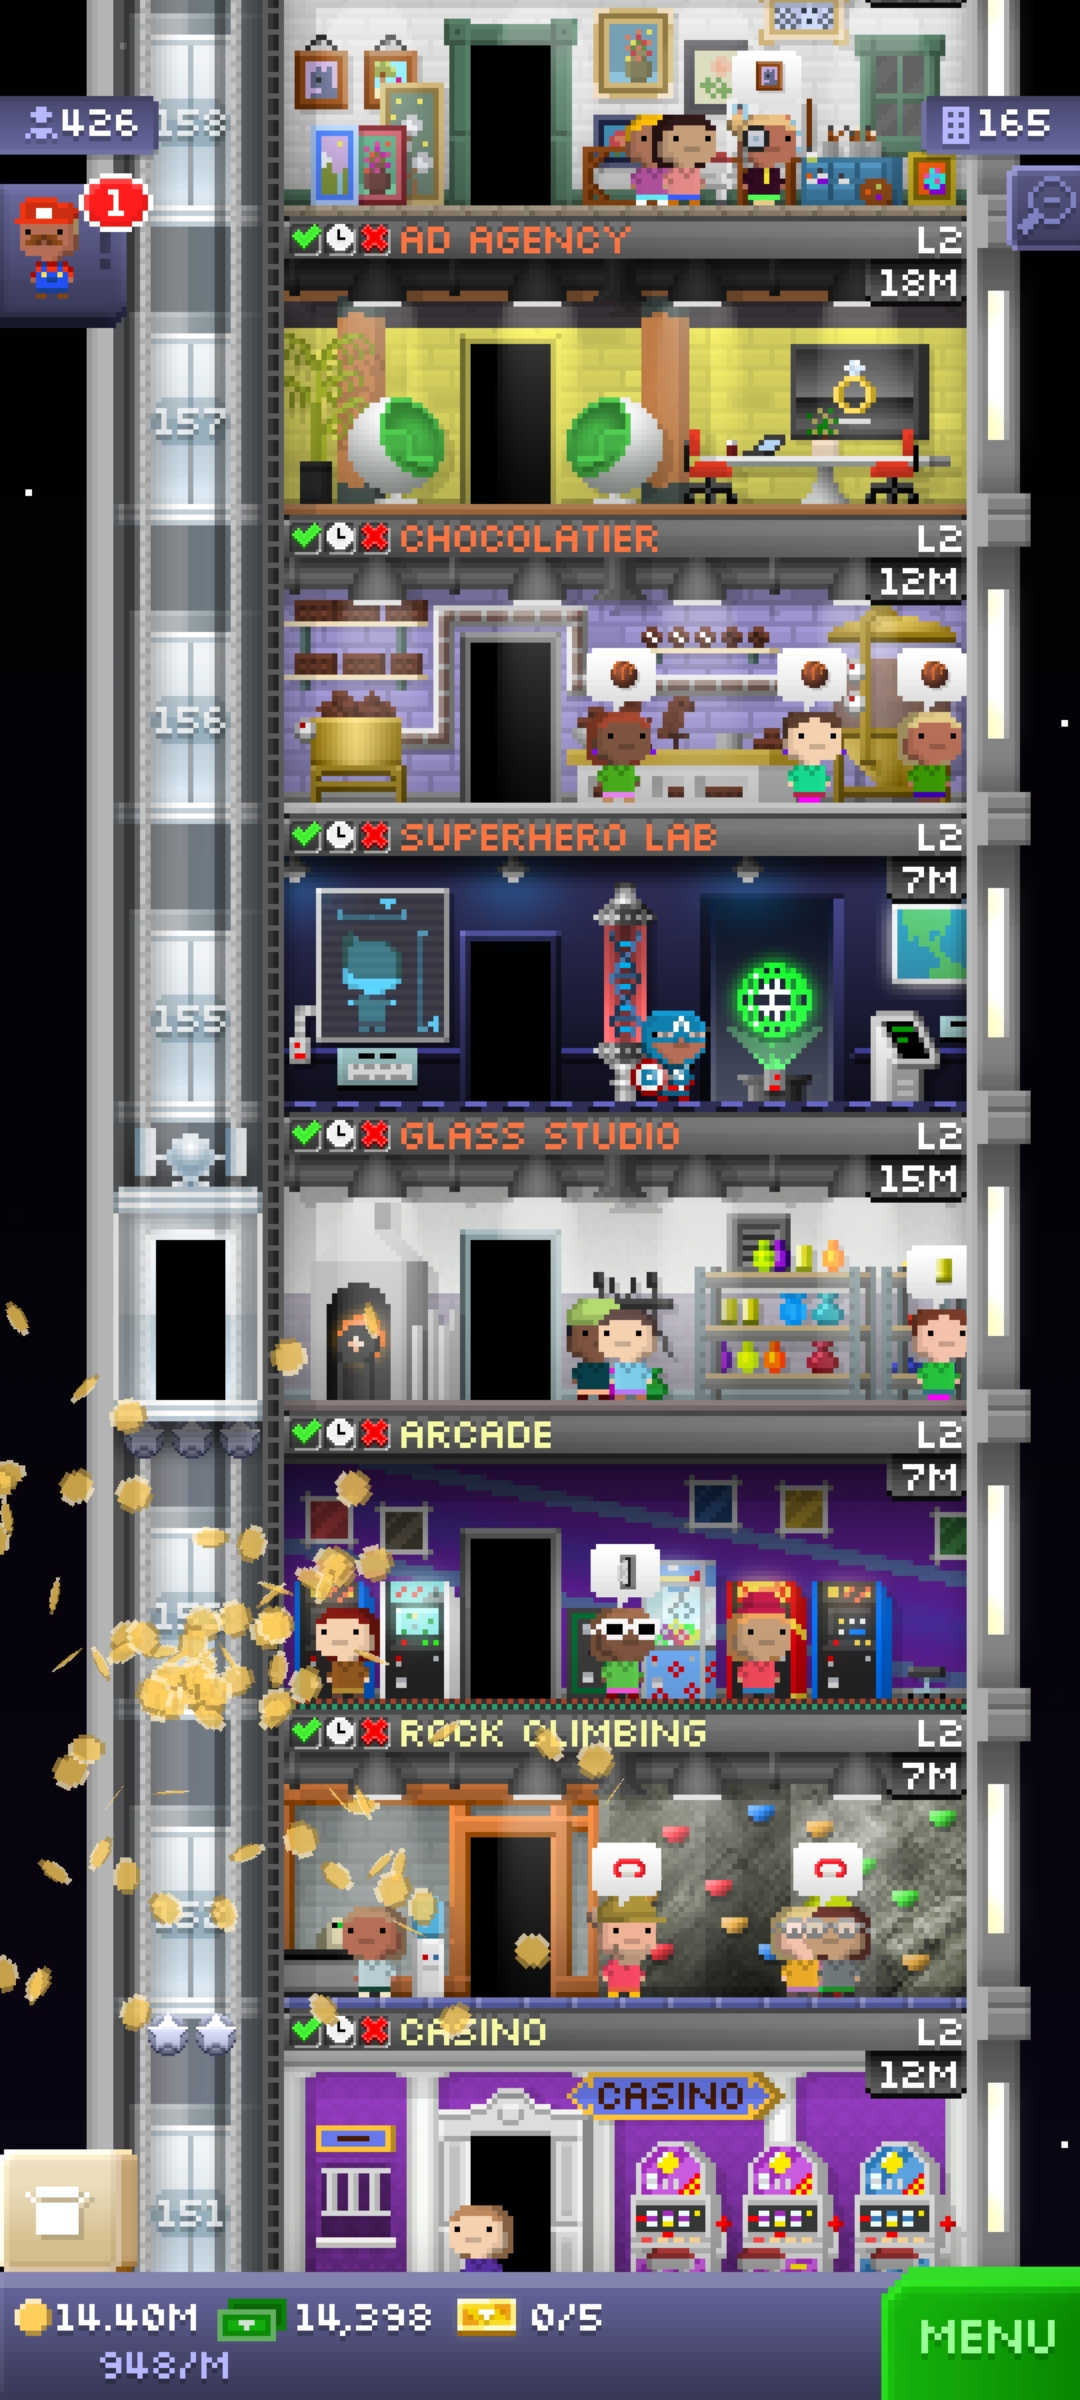 426
158
165
1
AD AGENCY L2
18M
157
CHOCOLATIER L2
12M
156
SUPERHERO LAB L2
7M
155
GLASS STUDIO L2
15M
ARCADE L2
7M
ROCK CLIMBING L2
7M
CASINO L2
12M
CASINO
151
14.40M 14,398 0/5
948/M
MENU